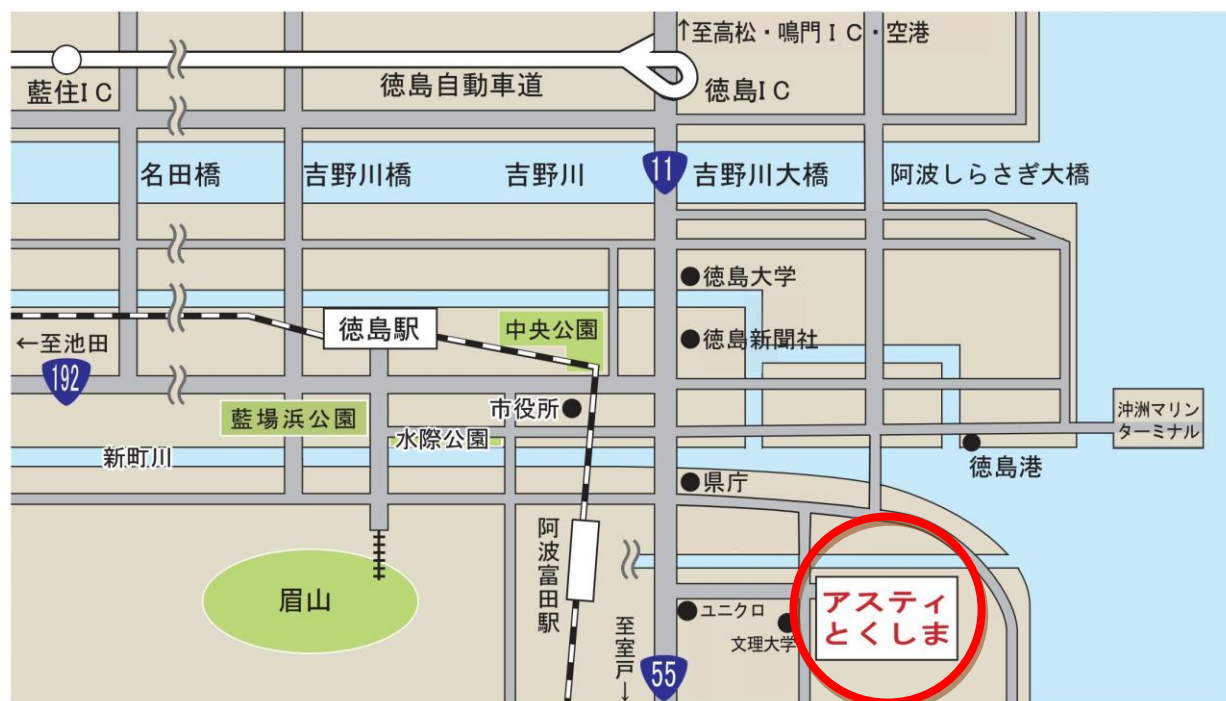 ↑至高松・鳴門ＩＣ・空港
藍住ＩＣ
徳島自動車道
徳島ＩＣ
名田橋
吉野川橋
吉野川
11
吉野川大橋
阿波しらさぎ大橋
徳島大学
徳島駅
中央公園
徳島新聞社
←至池田
192
藍場浜公園
市役所
水際公園
沖洲マリン
ターミナル
新町川
徳島港
県庁
阿波富田駅
眉山
ユニクロ
文理大学
アスティ
とくしま
至室戸↓
55